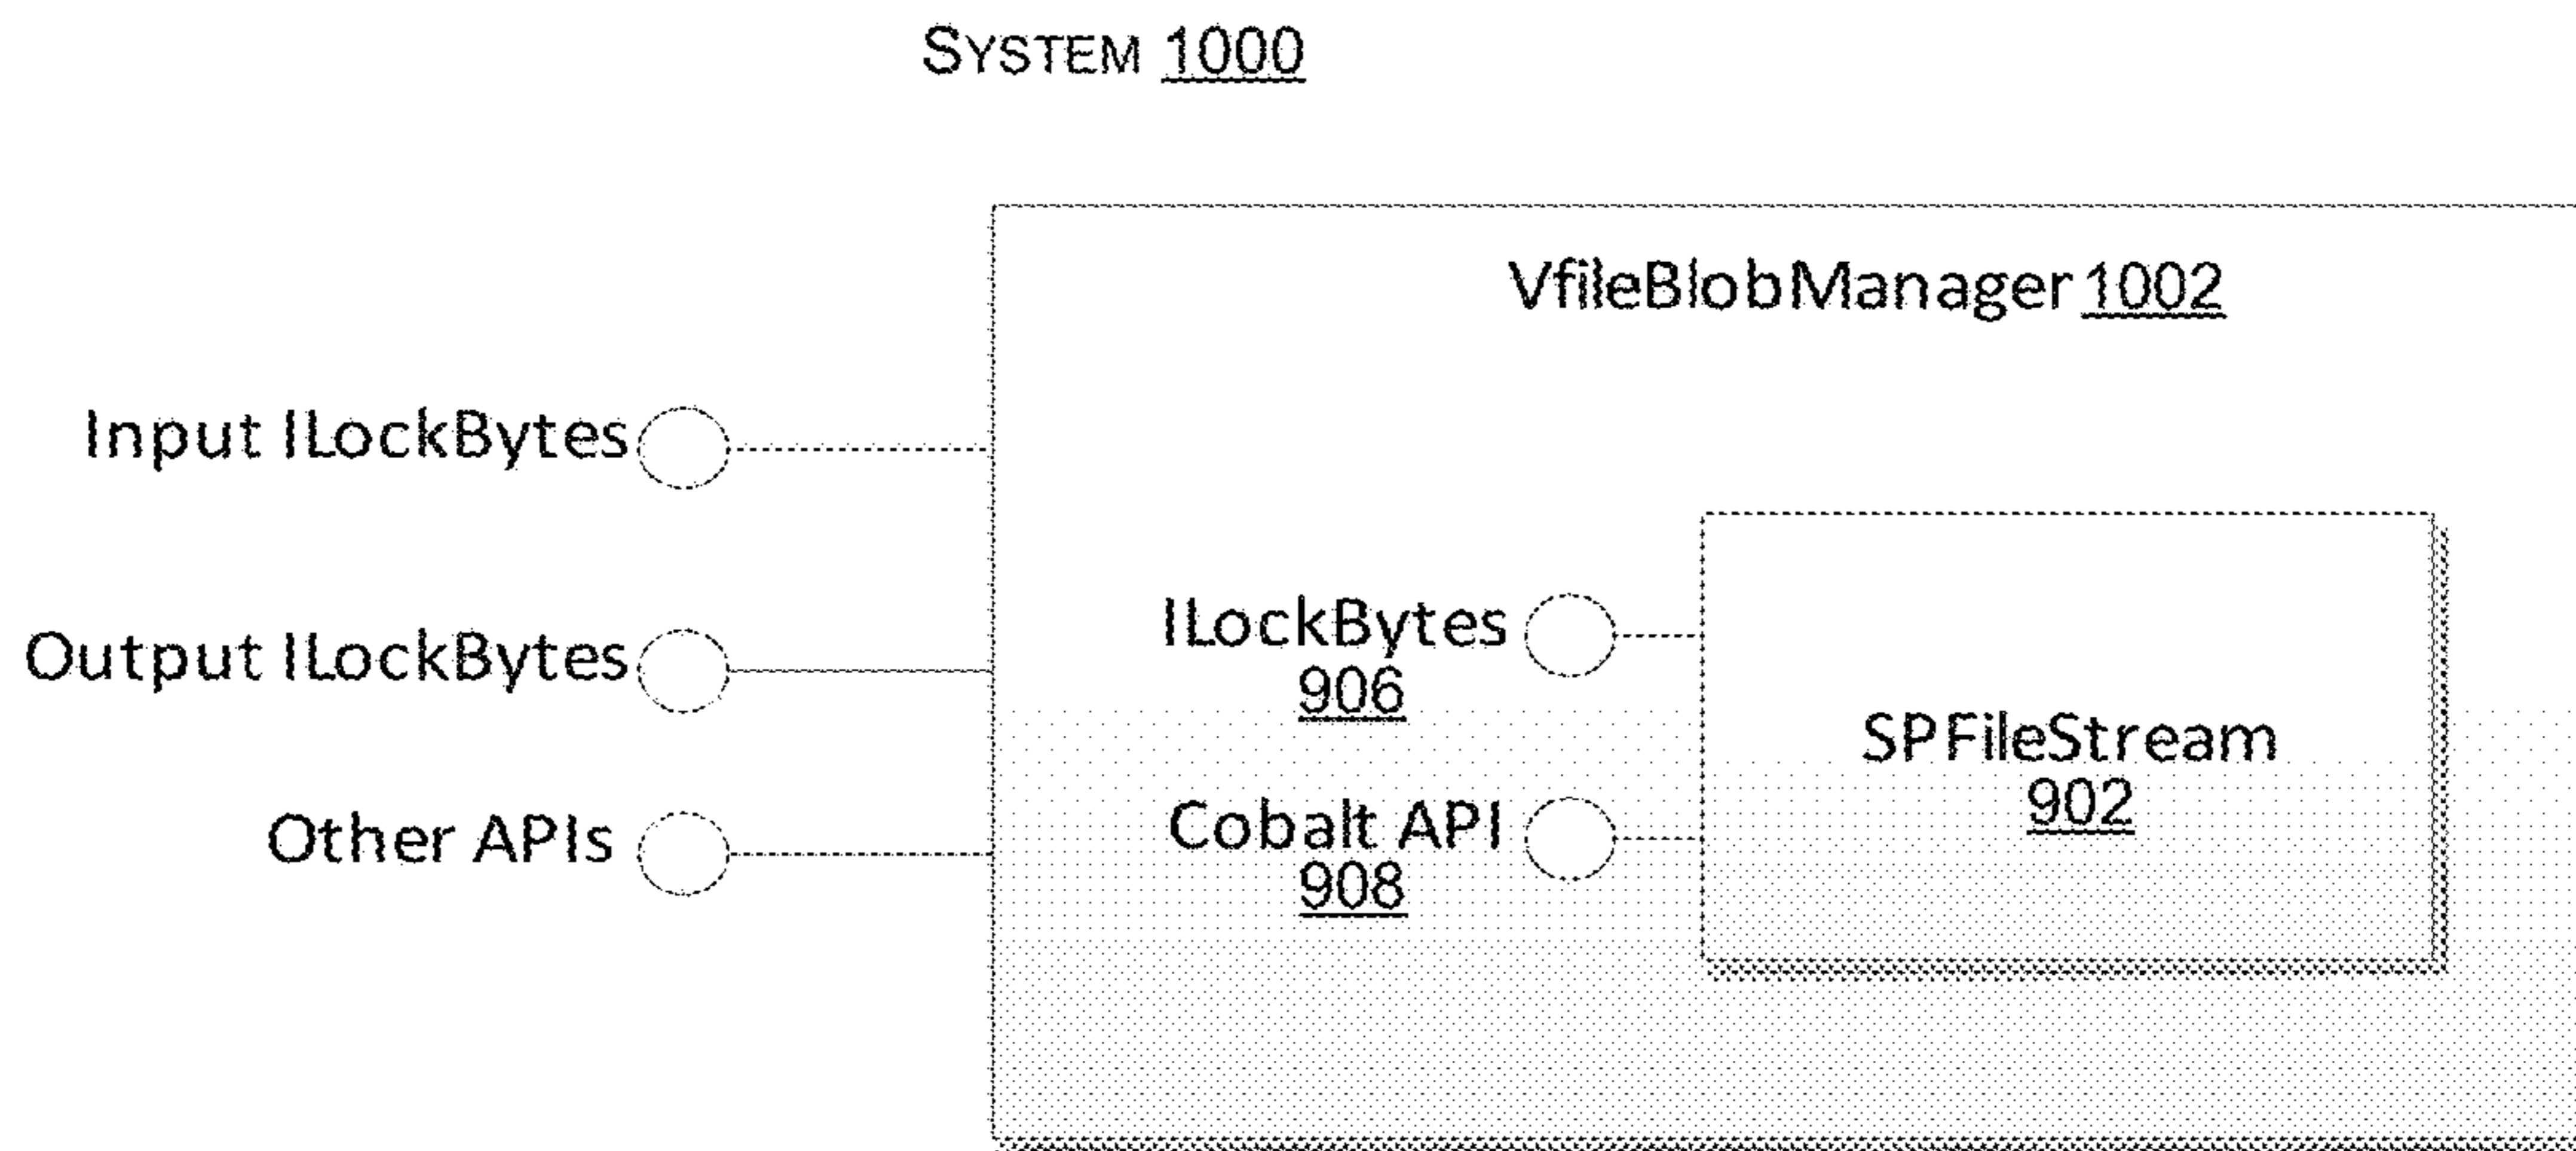 SYSTEM 1000
VfileBlobManager 1002
Input ILockBytes
Output ILockBytes
Other APIs
ILockBytes
906
Cobalt API
908
SPFileStream
902